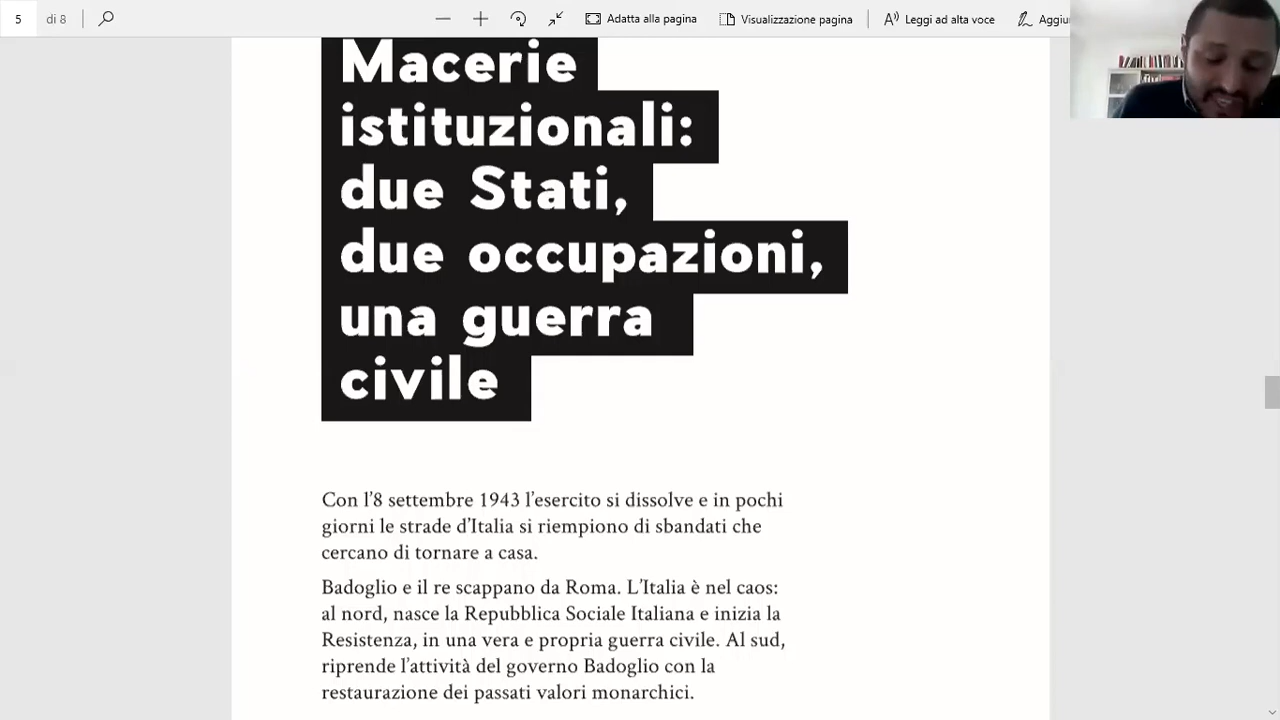 5 di 8 Adatta alla pagina Visualizzazione pagina Leggi ad alta voce
Macerie
istituzionali:
due Stati,
due occupazioni,
una guerra
civile
Con l’8 settembre 1943 l’esercito si dissolve e in pochi
giorni le strade d’Italia si riempiono di sbandati che
cercano di tornare a casa.
Badoglio e il re scappano da Roma. L’Italia è nel caos:
al nord, nasce la Repubblica Sociale Italiana e inizia la
Resistenza, in una vera e propria guerra civile. Al sud,
riprende l’attività del governo Badoglio con la
restaurazione dei passati valori monarchici.